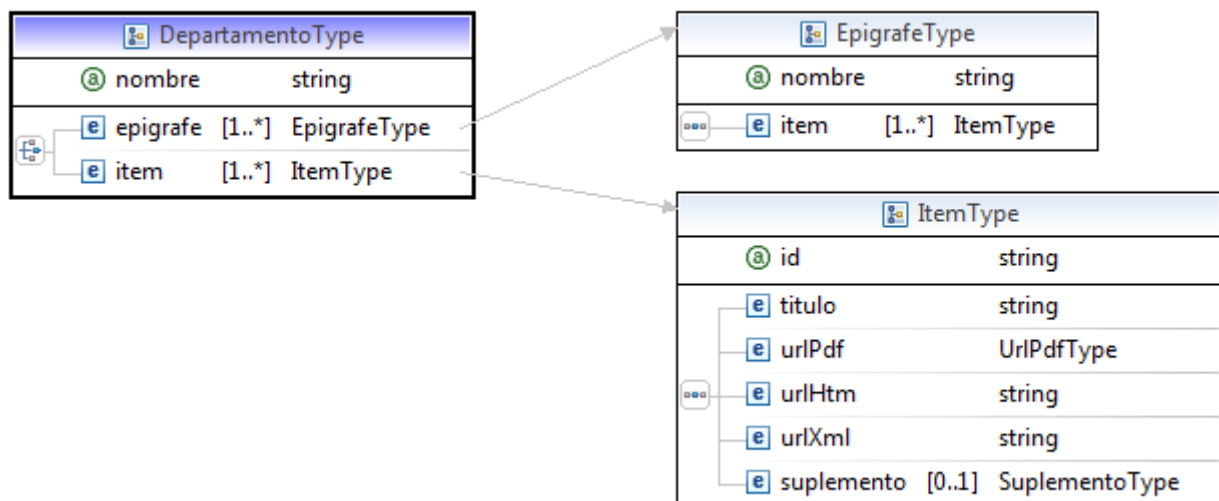 DepartamentoType
a nombre string
e epigrafe [1..*] EpigrafeType
e item [1..*] ItemType
EpigrafeType
a nombre string
e item [1..*] ItemType
ItemType
a id string
e titulo string
e urlPdf UrlPdfType
e urlHtm string
e urlXml string
e suplemento [0..1] SuplementoType